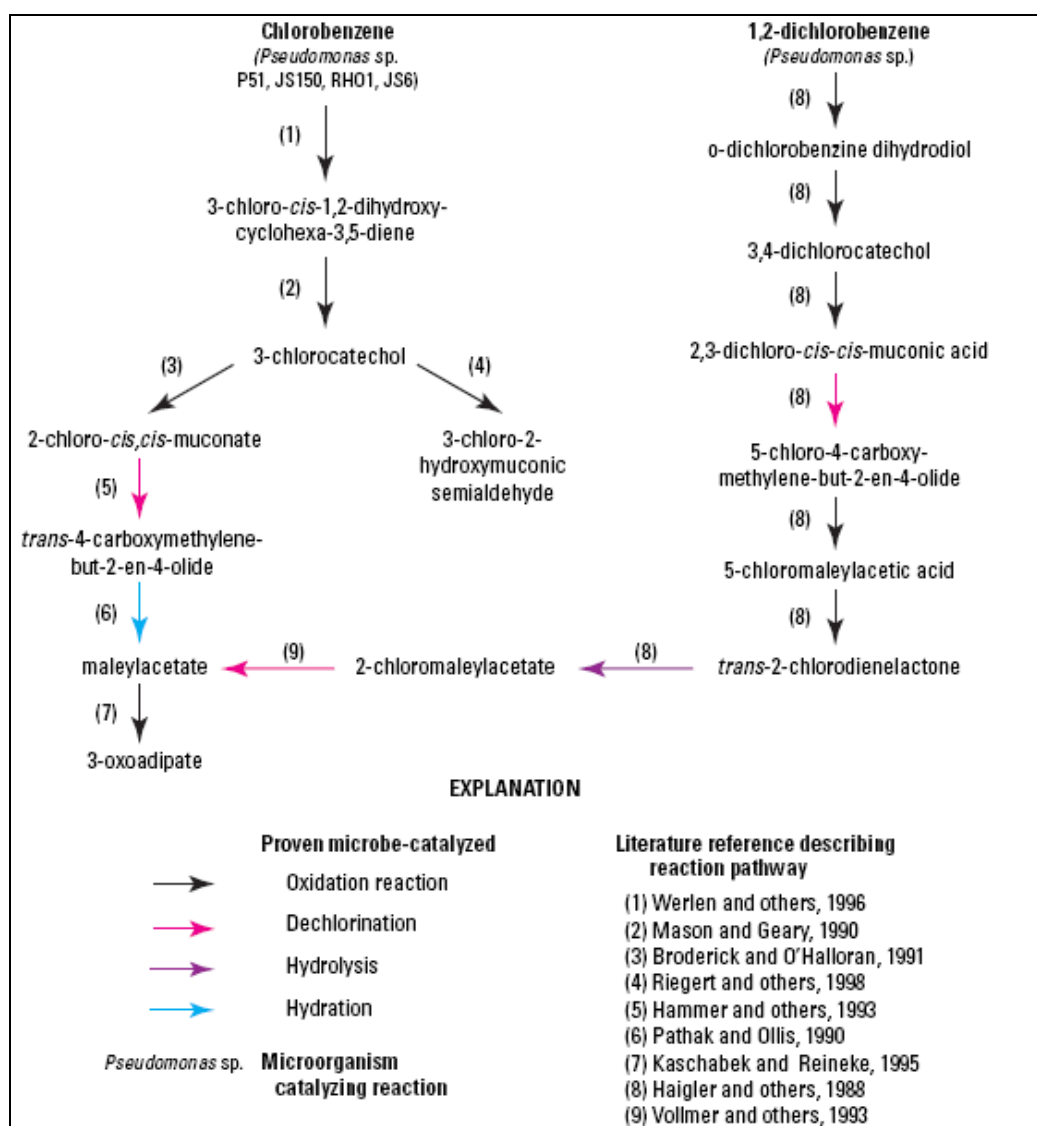 Chlorobenzene
(Pseudomonas sp.
P51, JS150, RHO1, JS6)
(1)
3-chloro-cis-1,2-dihydroxy-
cyclohexa-3,5-diene
(2)
3-chlorocatechol
(3)
(4)
2-chloro-cis,cis-muconate
3-chloro-2-
hydroxymuconic
semialdehyde
(5)
trans-4-carboxymethylene-
but-2-en-4-olide
(6)
maleylacetate
(9)
2-chloromaleylacetate
(8)
(7)
3-oxoadipate
1,2-dichlorobenzene
(Pseudomonas sp.)
(8)
o-dichlorobenzine dihydrodiol
(8)
3,4-dichlorocatechol
(8)
2,3-dichloro-cis-cis-muconic acid
(8)
5-chloro-4-carboxy-
methylene-but-2-en-4-olide
(8)
5-chloromaleylacetic acid
(8)
trans-2-chlorodienelactone
EXPLANATION
Proven microbe-catalyzed
Oxidation reaction
Dechlorination
Hydrolysis
Hydration
Pseudomonas sp. Microorganism
catalyzing reaction
Literature reference describing
reaction pathway
(1) Werlen and others, 1996
(2) Mason and Geary, 1990
(3) Broderick and O'Halloran, 1991
(4) Riegert and others, 1998
(5) Hammer and others, 1993
(6) Pathak and Ollis, 1990
(7) Kaschabek and Reineke, 1995
(8) Haigler and others, 1988
(9) Vollmer and others, 1993